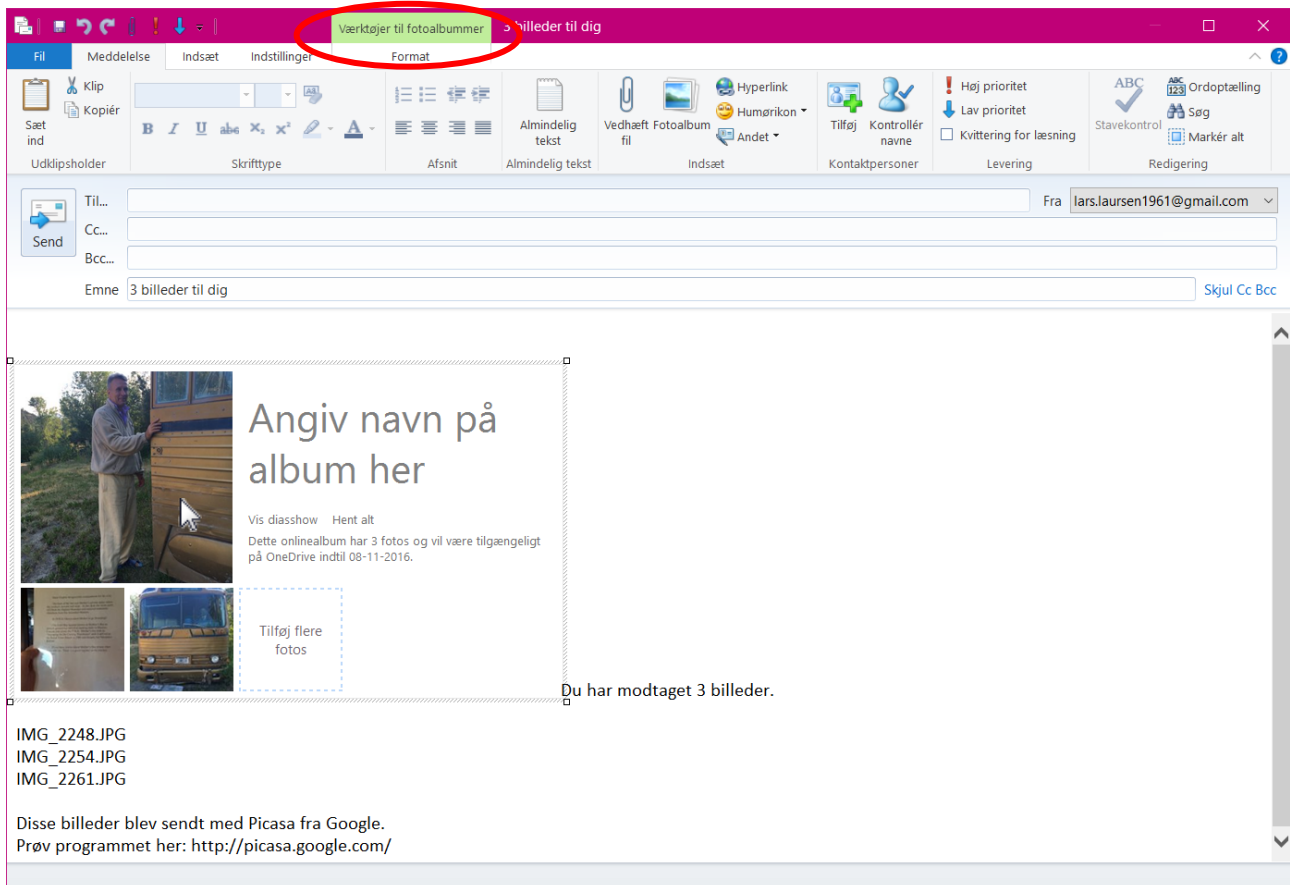 Værktøjer til fotoalbummer
3 billeder til dig
Fil
Meddelelse
Indsæt
Indstillinger
Format
Sæt ind
Klip
Kopiér
Udklipsholder
B I U abc X₂ X² A
Skrifttype
Afsnit
Almindelig tekst
Almindelig tekst
Vedhæft fil
Fotoalbum
Hyperlink
Humørikon
Andet
Indsæt
Tilføj
Kontrollér navne
Kontaktpersoner
Høj prioritet
Lav prioritet
Kvittering for læsning
Levering
ABC
Stavekontrol
ABC 123
Ordoptælling
Søg
Markér alt
Redigering
Send
Til...
Fra lars.laursen1961@gmail.com
Cc...
Bcc...
Emne 3 billeder til dig
Skjul Cc Bcc
Angiv navn på
album her
Vis diasshow Hent alt
Dette onlinealbum har 3 fotos og vil være tilgængeligt
på OneDrive indtil 08-11-2016.
Tilføj flere
fotos
Du har modtaget 3 billeder.
IMG_2248.JPG
IMG_2254.JPG
IMG_2261.JPG
Disse billeder blev sendt med Picasa fra Google.
Prøv programmet her: http://picasa.google.com/